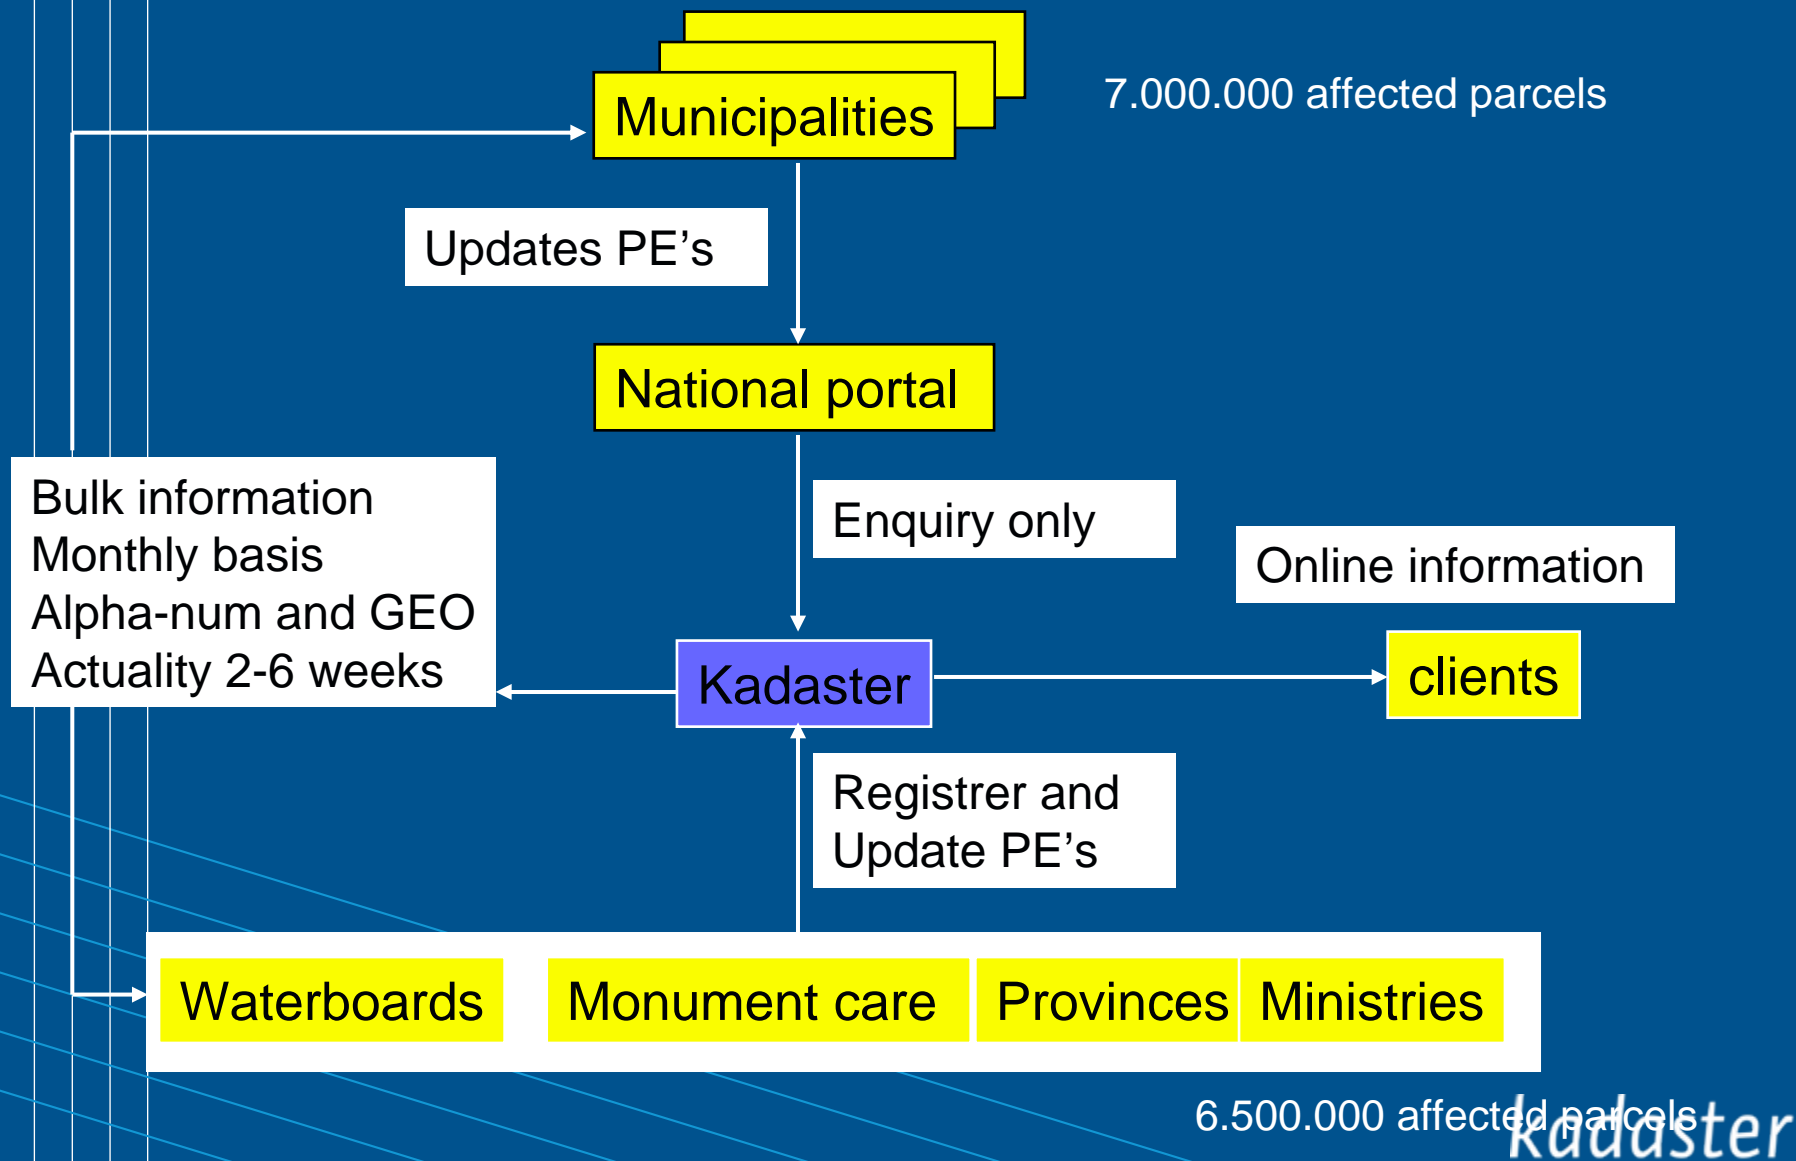 7.000.000 affected parcels
Municipalities
Updates PE’s
National portal
Bulk information
Monthly basis
Alpha-num and GEO
Actuality 2-6 weeks
Enquiry only
Online information
Kadaster
clients
Registrer and
Update PE’s
Waterboards
Monument care
Provinces
Ministries
6.500.000 affected parcels
kadaster